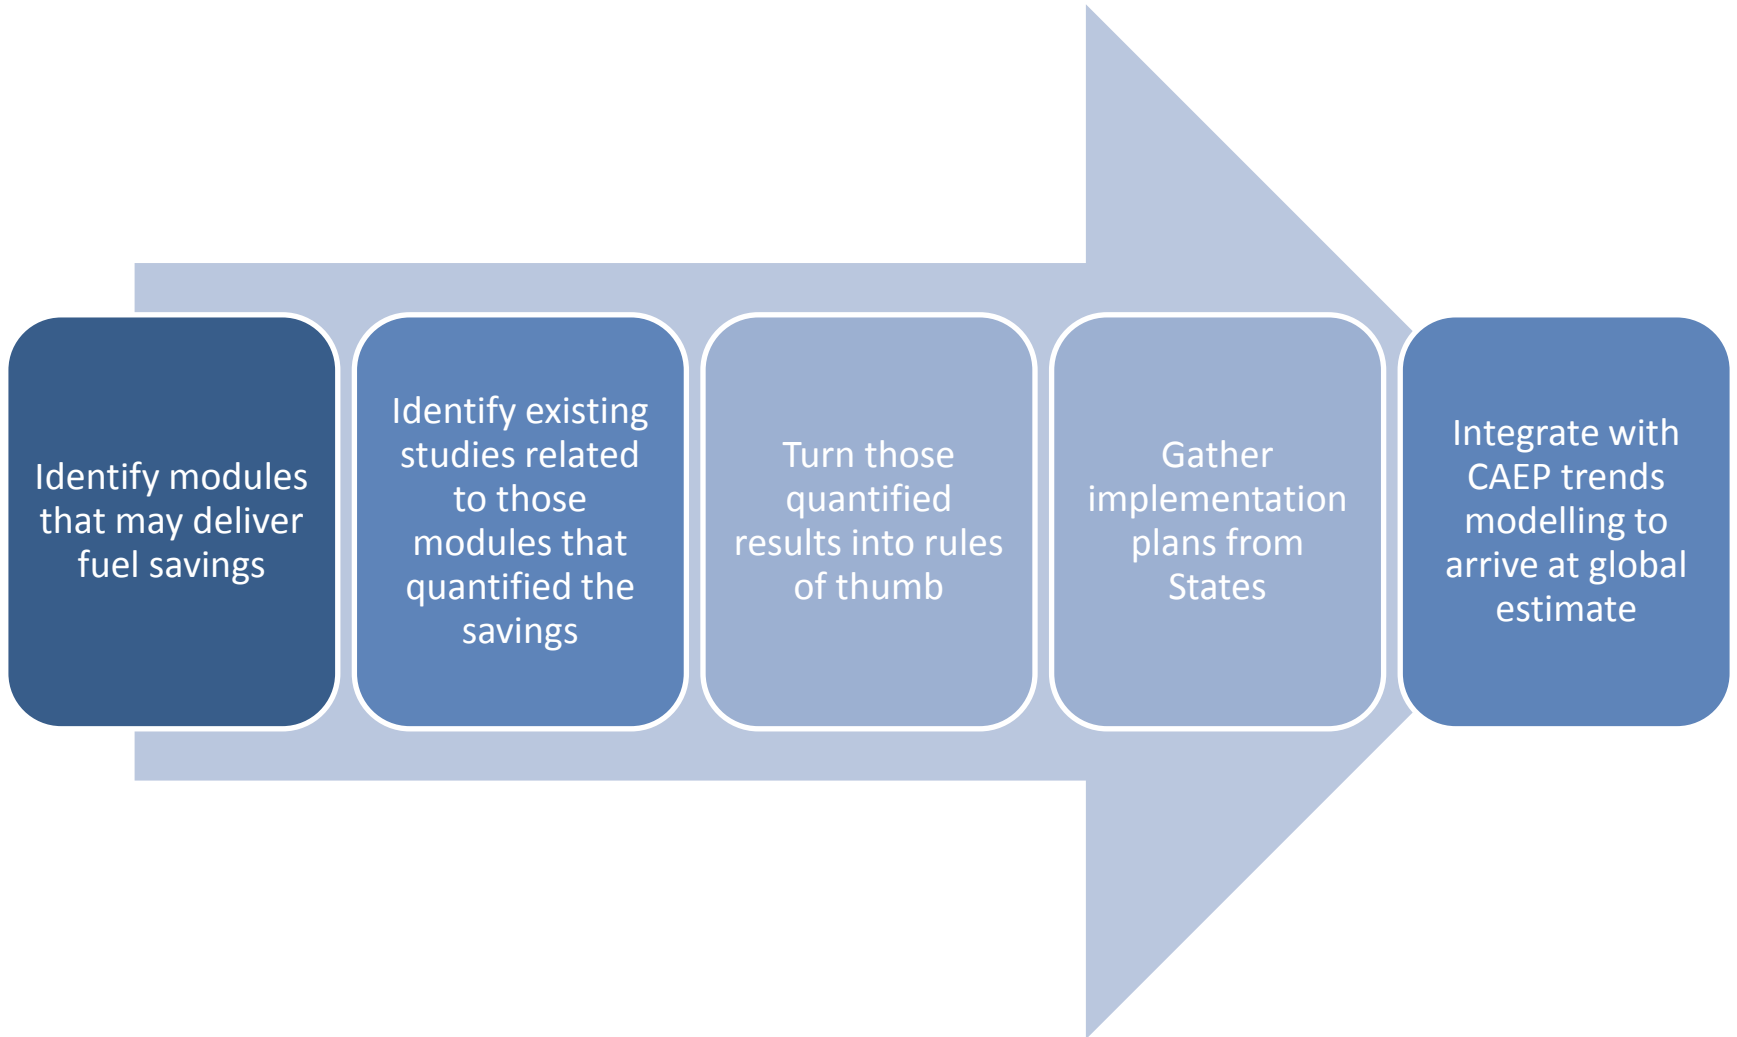 Identify modules
that may deliver
fuel savings
Identify existing
studies related
to those
modules that
quantified the
savings
Turn those
quantified
results into rules
of thumb
Gather
implementation
plans from
States
Integrate with
CAEP trends
modelling to
arrive at global
estimate